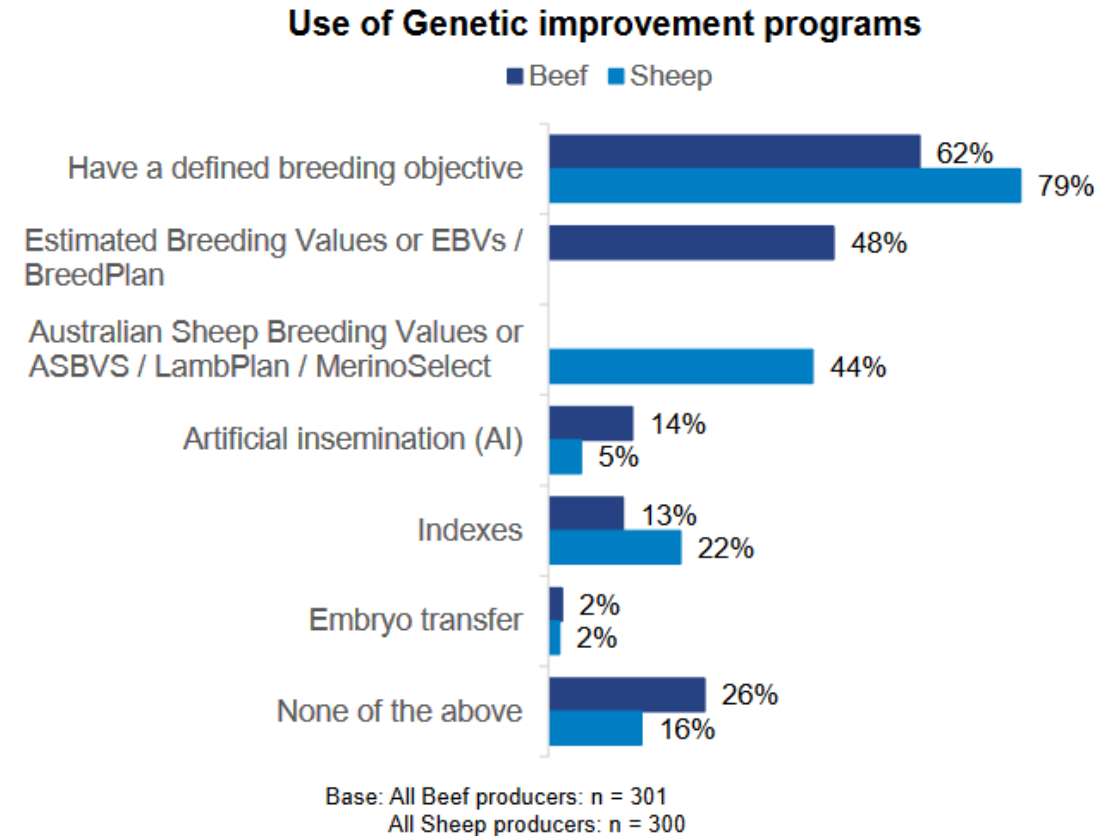 Use of Genetic improvement programs
Beef Sheep
Have a defined breeding objective
62%
79%
Estimated Breeding Values or EBVs /
BreedPlan
48%
Australian Sheep Breeding Values or
ASBVS / LambPlan / MerinoSelect
44%
Artificial insemination (AI)
14%
5%
Indexes
13%
22%
Embryo transfer
2%
2%
None of the above
26%
16%
Base: All Beef producers: n = 301
All Sheep producers: n = 300